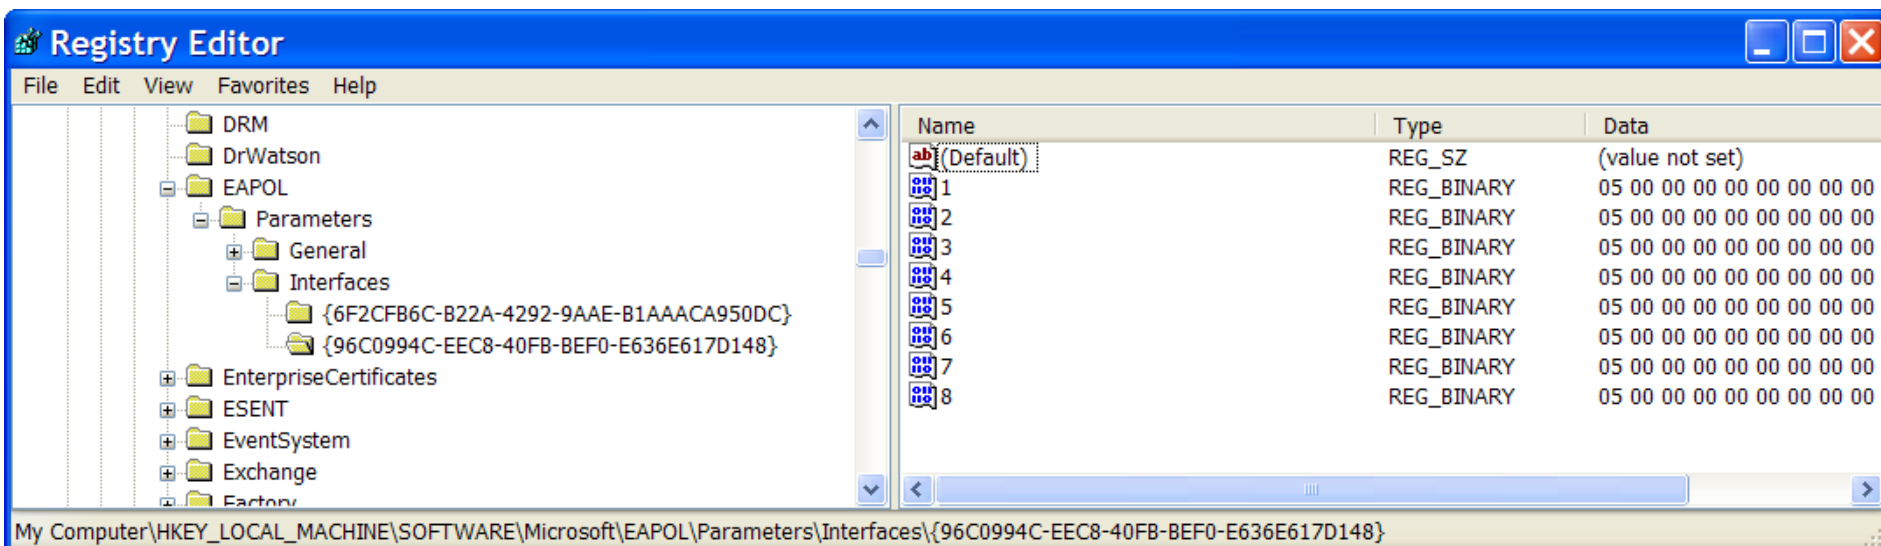 Registry Editor
File Edit View Favorites Help
DRM
DrWatson
EAPOL
Parameters
General
Interfaces
{6F2CFB6C-B22A-4292-9AAE-B1AAACA950DC}
{96C0994C-EEC8-40FB-BEF0-E636E617D148}
EnterpriseCertificates
ESENT
EventSystem
Exchange
Factory
Name Type Data
(Default) REG_SZ (value not set)
1 REG_BINARY 05 00 00 00 00 00 00 00 00
2 REG_BINARY 05 00 00 00 00 00 00 00 00
3 REG_BINARY 05 00 00 00 00 00 00 00 00
4 REG_BINARY 05 00 00 00 00 00 00 00 00
5 REG_BINARY 05 00 00 00 00 00 00 00 00
6 REG_BINARY 05 00 00 00 00 00 00 00 00
7 REG_BINARY 05 00 00 00 00 00 00 00 00
8 REG_BINARY 05 00 00 00 00 00 00 00 00
My Computer\HKEY_LOCAL_MACHINE\SOFTWARE\Microsoft\EAPOL\Parameters\Interfaces\{96C0994C-EEC8-40FB-BEF0-E636E617D148}